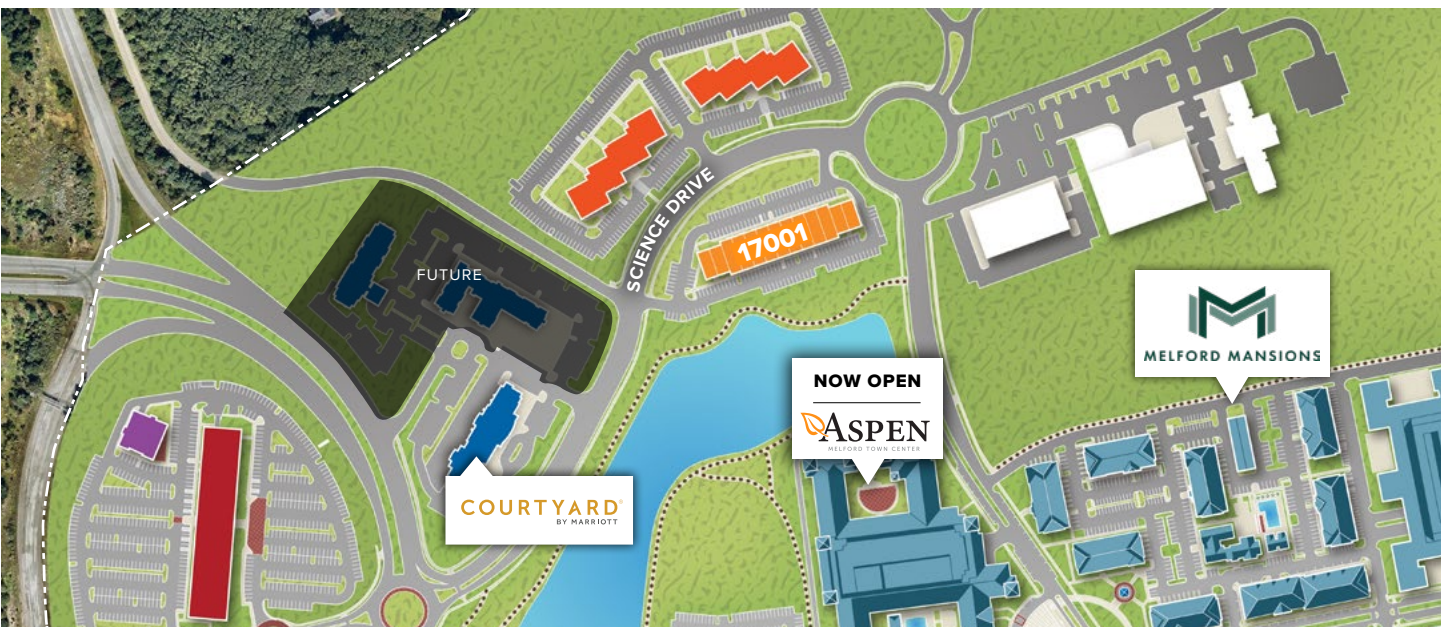 SCIENCE DRIVE
17001
FUTURE
MELFORD MANSIONS
NOW OPEN
ASPEN
MELFORD TOWN CENTER
COURTYARD®
BY MARRIOTT